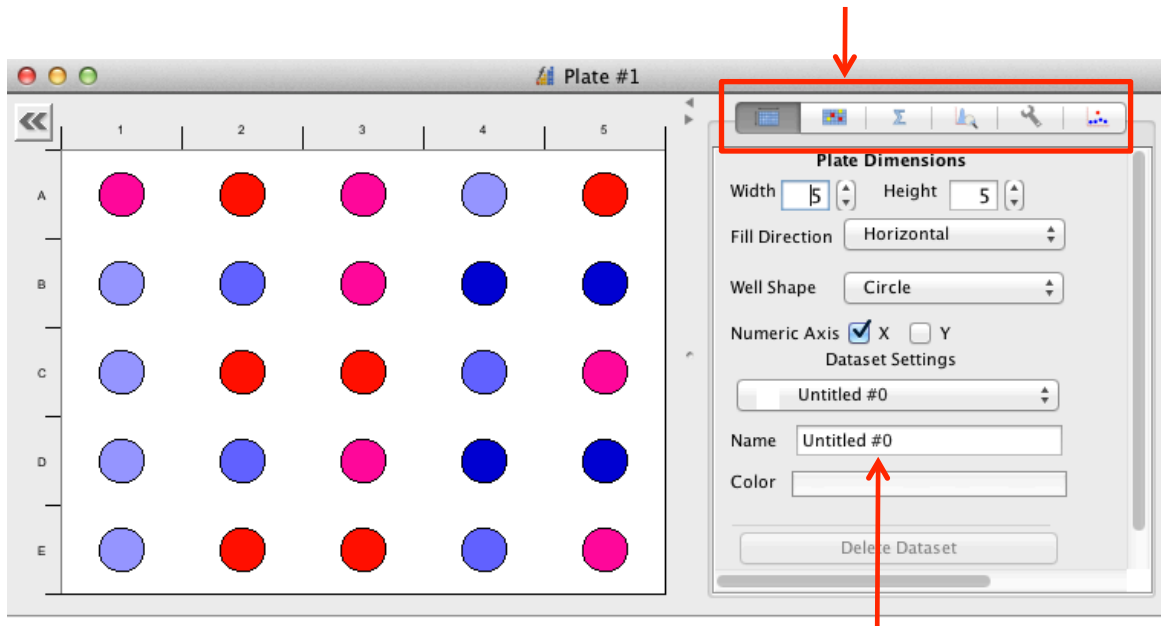 Plate #1
1 2 3 4 5
A
B
C
D
E
Σ
Plate Dimensions
Width 5 Height 5
Fill Direction Horizontal
Well Shape Circle
Numeric Axis X Y
Dataset Settings
Untitled #0
Name Untitled #0
Color
Delete Dataset